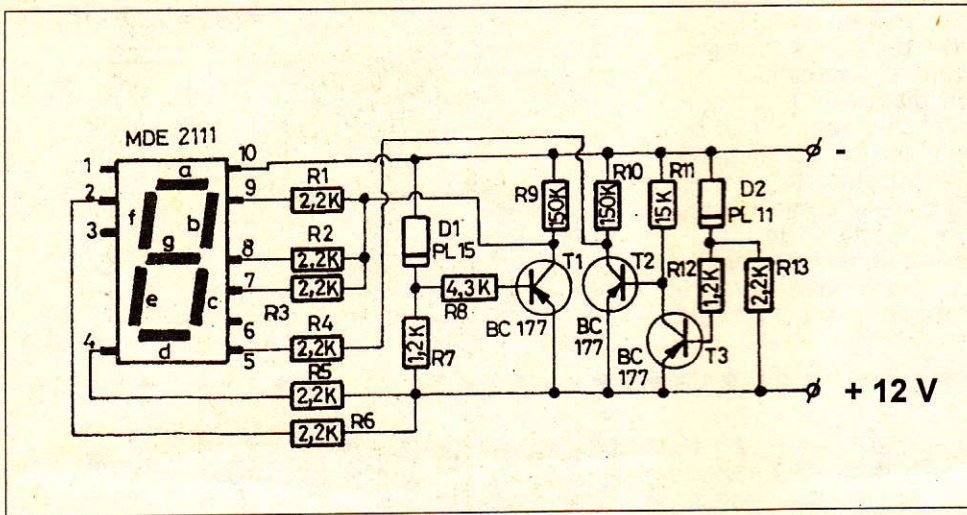 MDE 2111
1
2
3
4
10
9
8
7
6
5
a
f
b
g
e
c
d
R1
2,2K
R2
2,2K
2,2K
R3
R4
2,2K
R5
2,2K
2,2K
R6
D1
PL15
4,3K
R8
1,2K
R7
R9
150K
T1
BC 177
R10
150K
T2
BC
177
R11
15K
D2
PL 11
R12
1,2K
R13
2,2K
T3
BC
177
-
+ 12 V